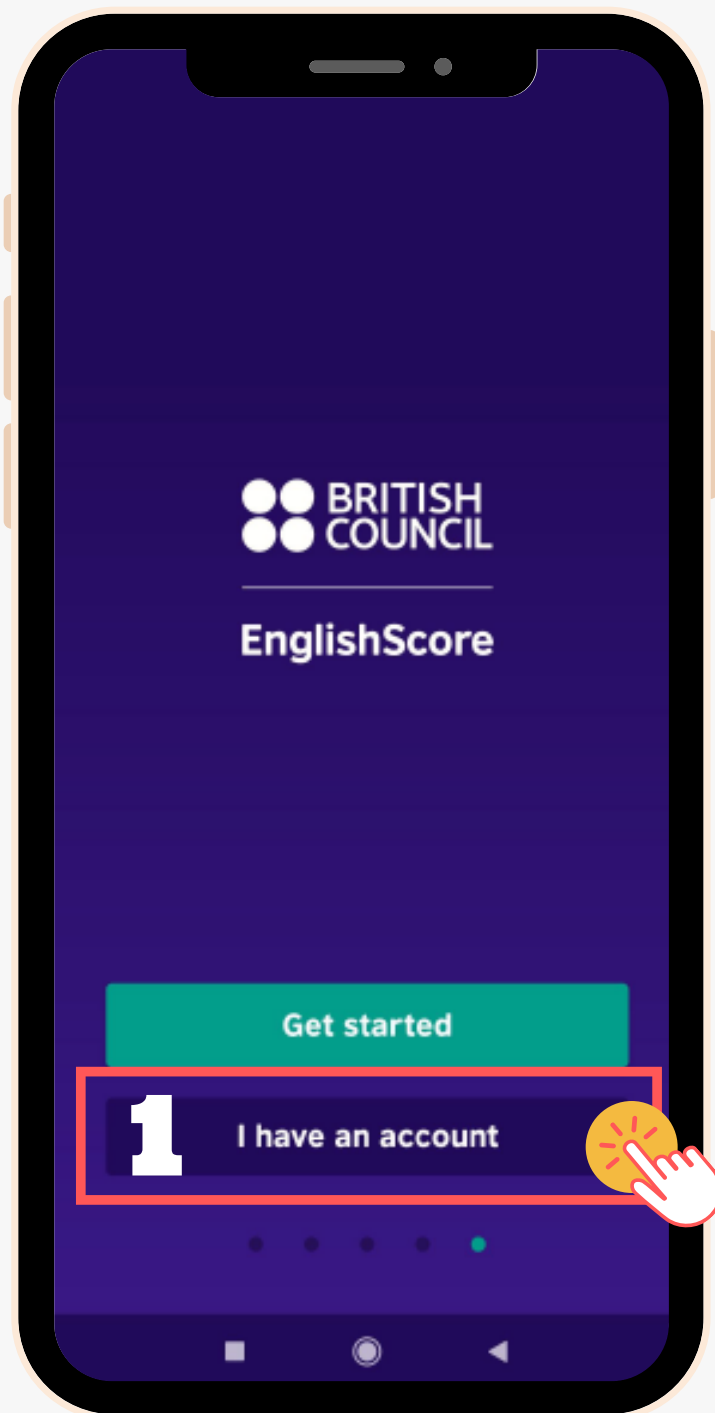 BRITISH
COUNCIL
EnglishScore
Get started
1 I have an account